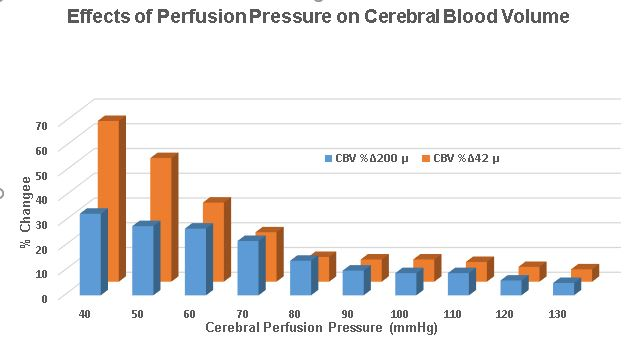 Effects of Perfusion Pressure on Cerebral Blood Volume
70
60
50
40
30
20
10
0
% Changee
CBV %Δ200 µ CBV %Δ42 µ
40 50 60 70 80 90 100 110 120 130
Cerebral Perfusion Pressure (mmHg)